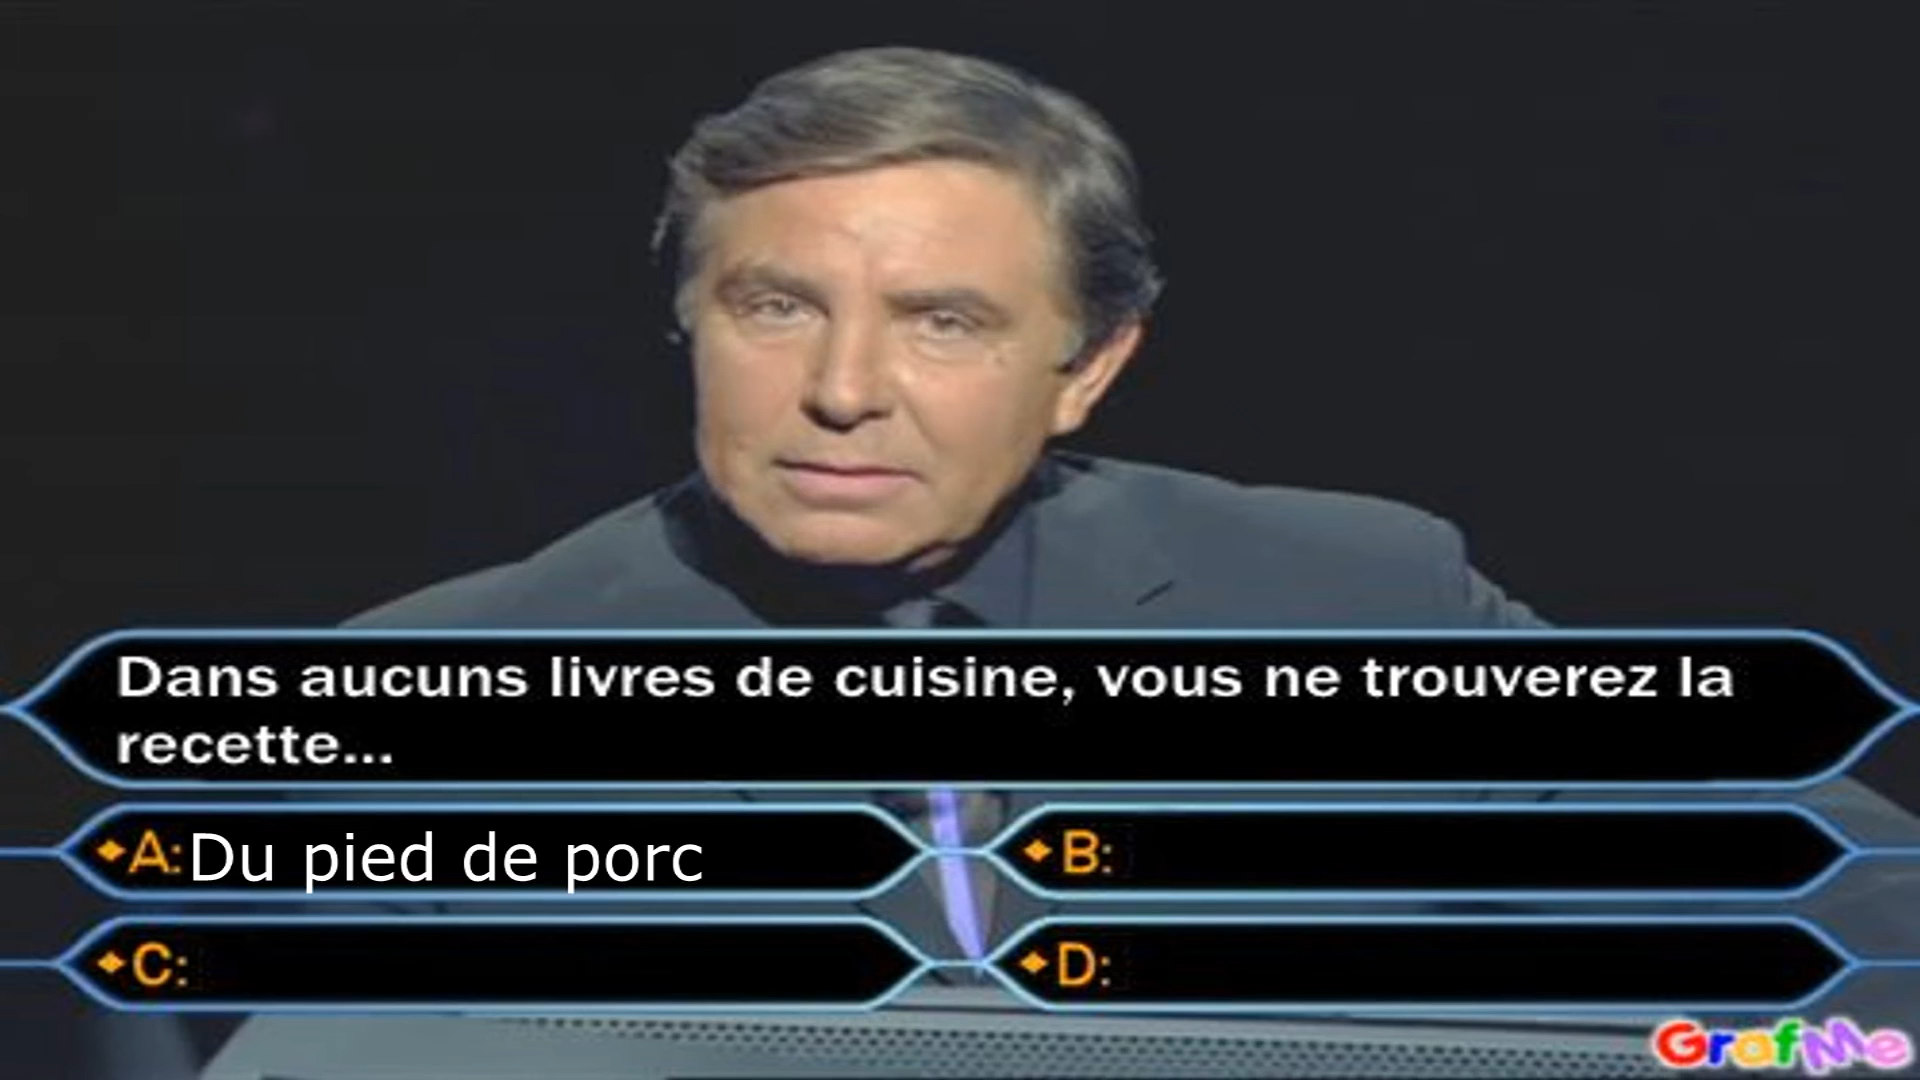 Dans aucuns livres de cuisine, vous ne trouverez la
recette...
A: Du pied de porc
B:
C:
D:
GrafMe